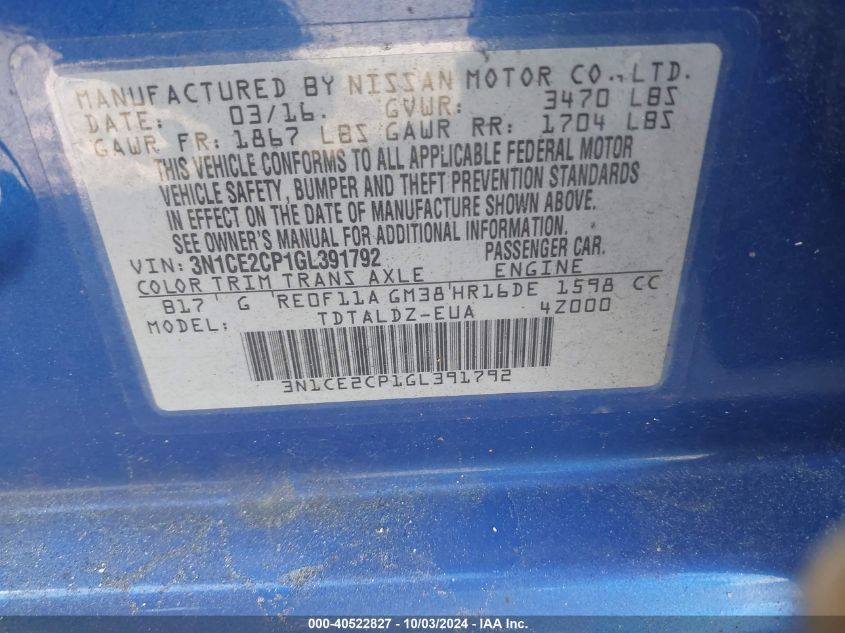 MANUFACTURED BY NISSAN MOTOR CO., LTD.
DATE: 03/16. GVWR: 3470 LBS
GAWR FR: 1867 LBS GAWR RR: 1704 LBS
THIS VEHICLE CONFORMS TO ALL APPLICABLE FEDERAL MOTOR
VEHICLE SAFETY, BUMPER AND THEFT PREVENTION STANDARDS
IN EFFECT ON THE DATE OF MANUFACTURE SHOWN ABOVE.
SEE OWNER'S MANUAL FOR ADDITIONAL INFORMATION.
VIN: 3N1CE2CP1GL391792 PASSENGER CAR.
COLOR TRIM TRANS AXLE ENGINE
B17 G RE0F11A GM38 HR16DE 1598 CC
MODEL: TDTALDZ-EUA 4Z000
3N1CE2CP1GL391792
000-40522827 - 10/03/2024 - IAA Inc.